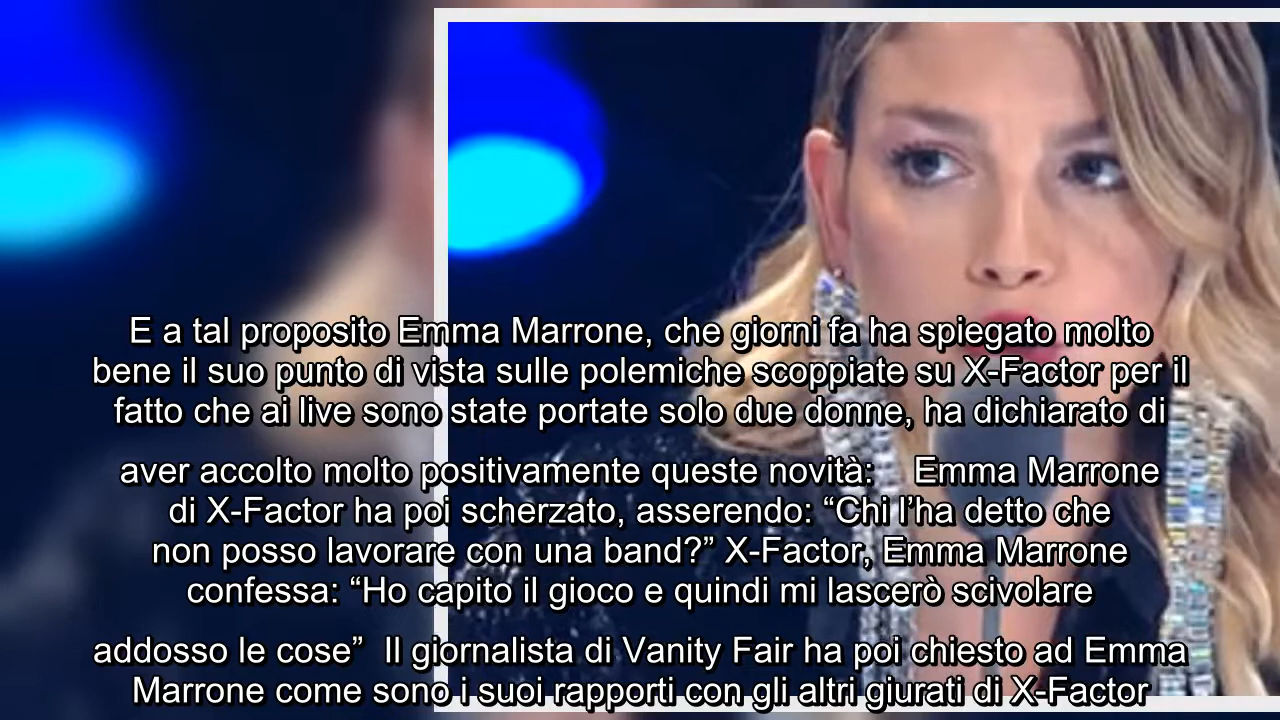 E a tal proposito Emma Marrone, che giorni fa ha spiegato molto
bene il suo punto di vista sulle polemiche scoppiate su X-Factor per il
fatto che ai live sono state portate solo due donne, ha dichiarato di
aver accolto molto positivamente queste novità: Emma Marrone
di X-Factor ha poi scherzato, asserendo: “Chi l’ha detto che
non posso lavorare con una band?” X-Factor, Emma Marrone
confessa: “Ho capito il gioco e quindi mi lascerò scivolare
addosso le cose” Il giornalista di Vanity Fair ha poi chiesto ad Emma
Marrone come sono i suoi rapporti con gli altri giurati di X-Factor